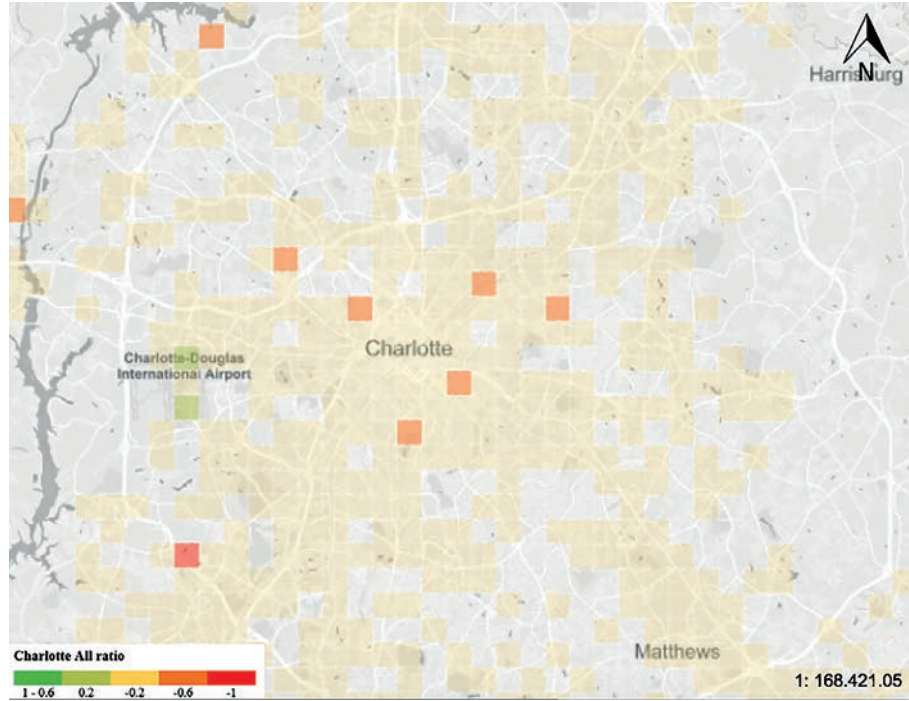 N
Harrisburg
Charlotte
Charlotte-Douglas
International Airport
Matthews
Charlotte All ratio
1 - 0.6 0.2 -0.2 -0.6 -1
1: 168.421.05